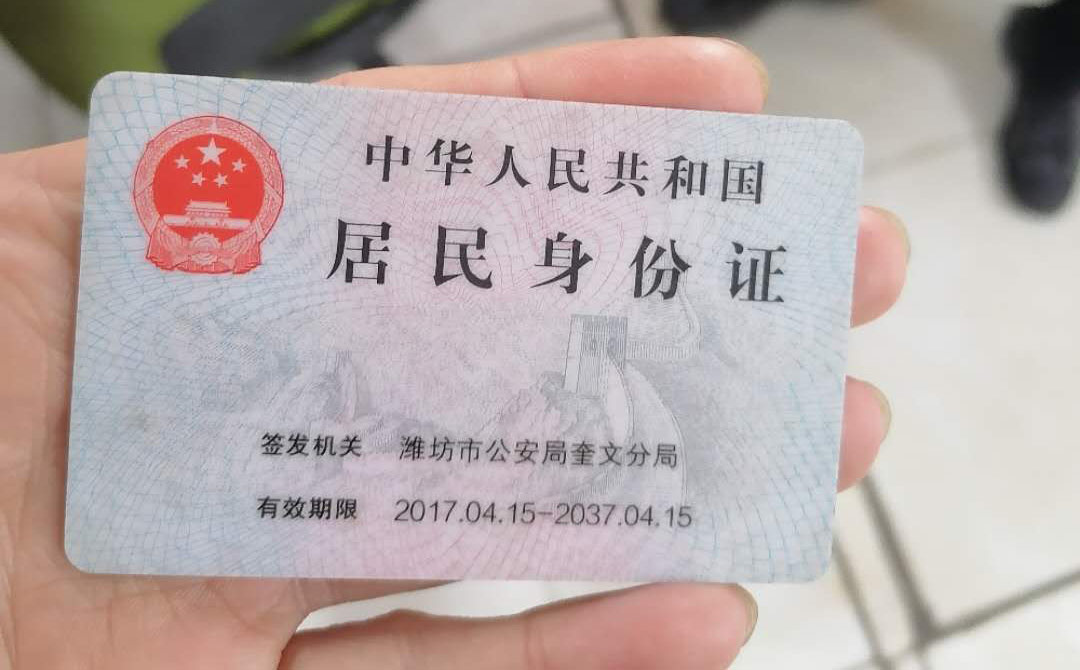 中华人民共和国
居民身份证
签发机关 潍坊市公安局奎文分局
有效期限 2017.04.15-2037.04.15